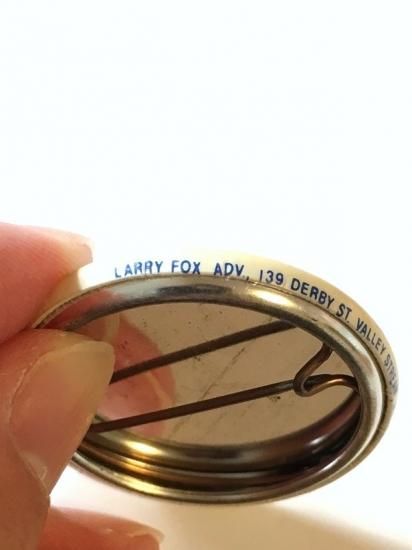 LARRY FOX ADV., 139 DERBY ST. VALLEY